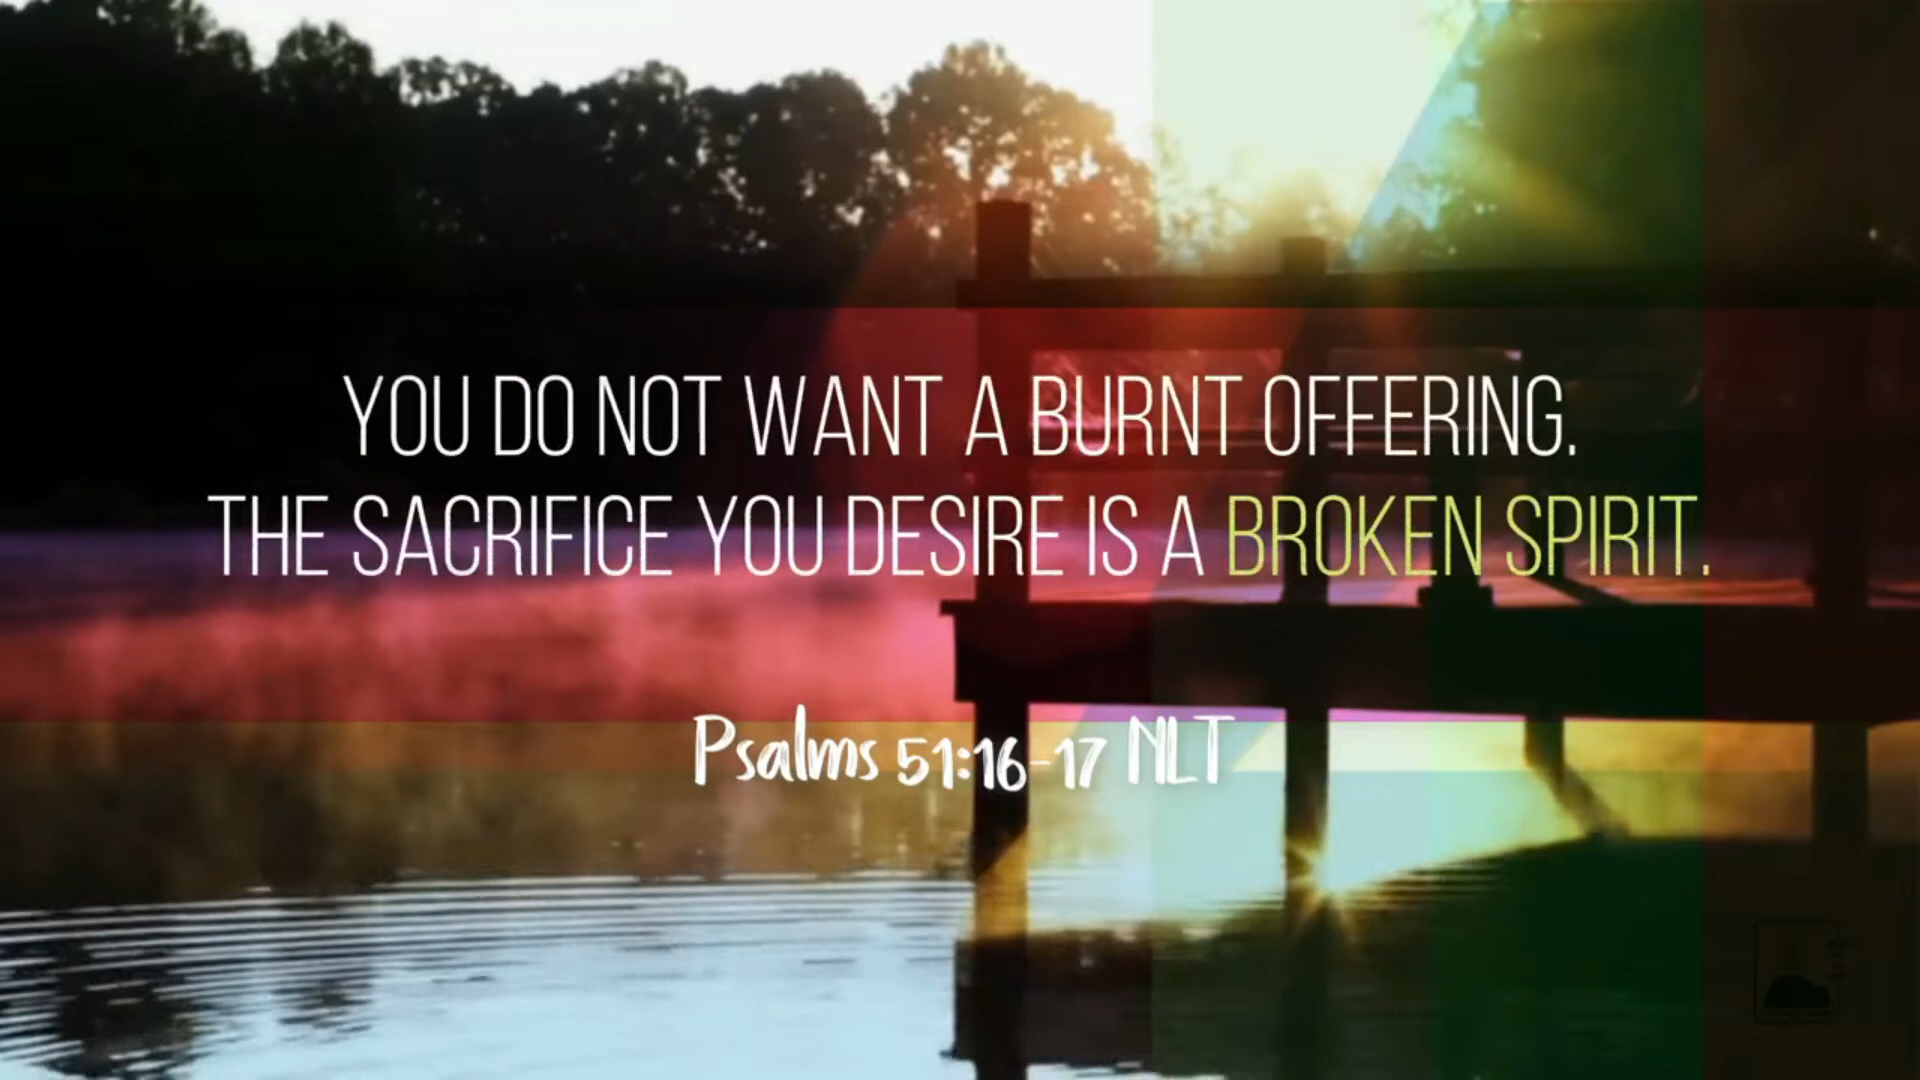 YOU DO NOT WANT A BURNT OFFERING.
THE SACRIFICE YOU DESIRE IS A BROKEN SPIRIT.
Psalms 51:16-17 NLT